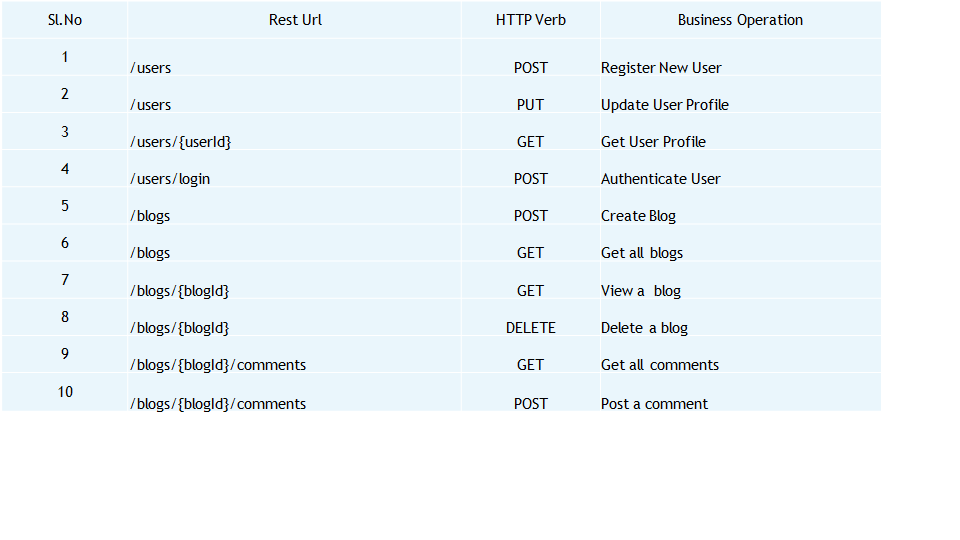 Sl.No Rest Url HTTP Verb Business Operation
1 /users POST Register New User
2 /users PUT Update User Profile
3 /users/{userId} GET Get User Profile
4 /users/login POST Authenticate User
5 /blogs POST Create Blog
6 /blogs GET Get all blogs
7 /blogs/{blogId} GET View a blog
8 /blogs/{blogId} DELETE Delete a blog
9 /blogs/{blogId}/comments GET Get all comments
10 /blogs/{blogId}/comments POST Post a comment